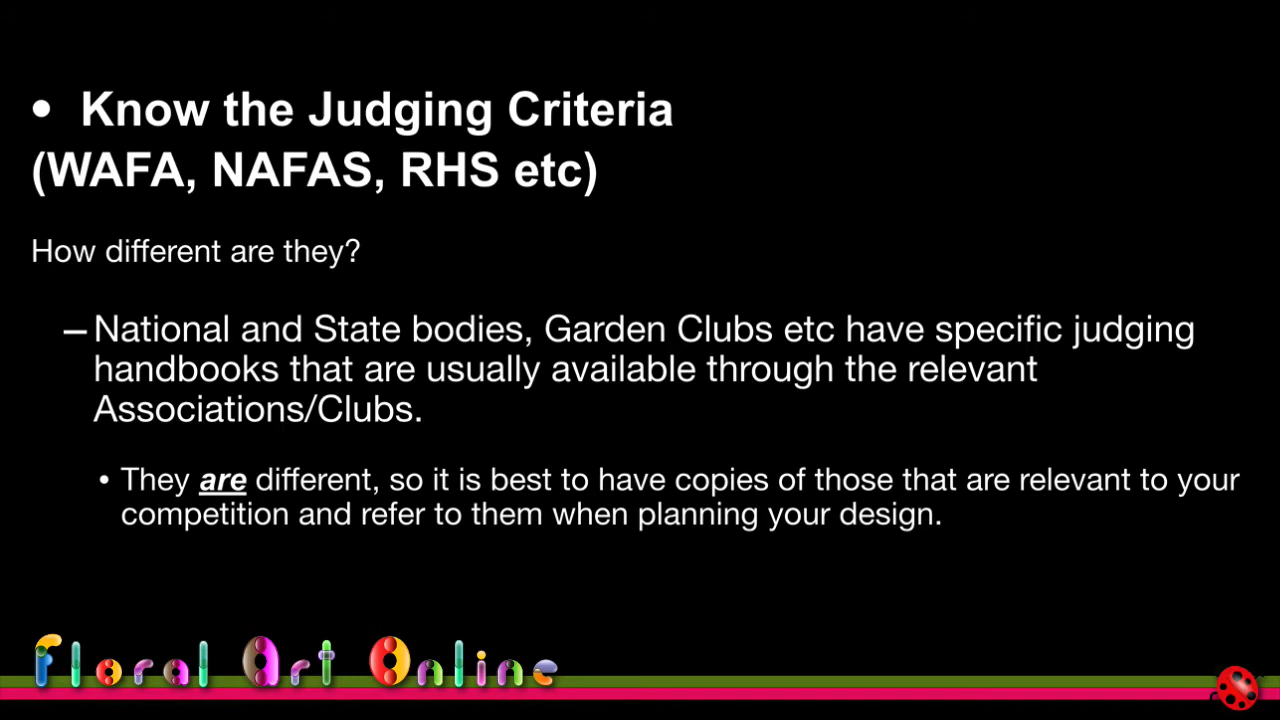 • Know the Judging Criteria
(WAFA, NAFAS, RHS etc)
How different are they?
– National and State bodies, Garden Clubs etc have specific judging
handbooks that are usually available through the relevant
Associations/Clubs.
• They are different, so it is best to have copies of those that are relevant to your
competition and refer to them when planning your design.
Floral Art Online